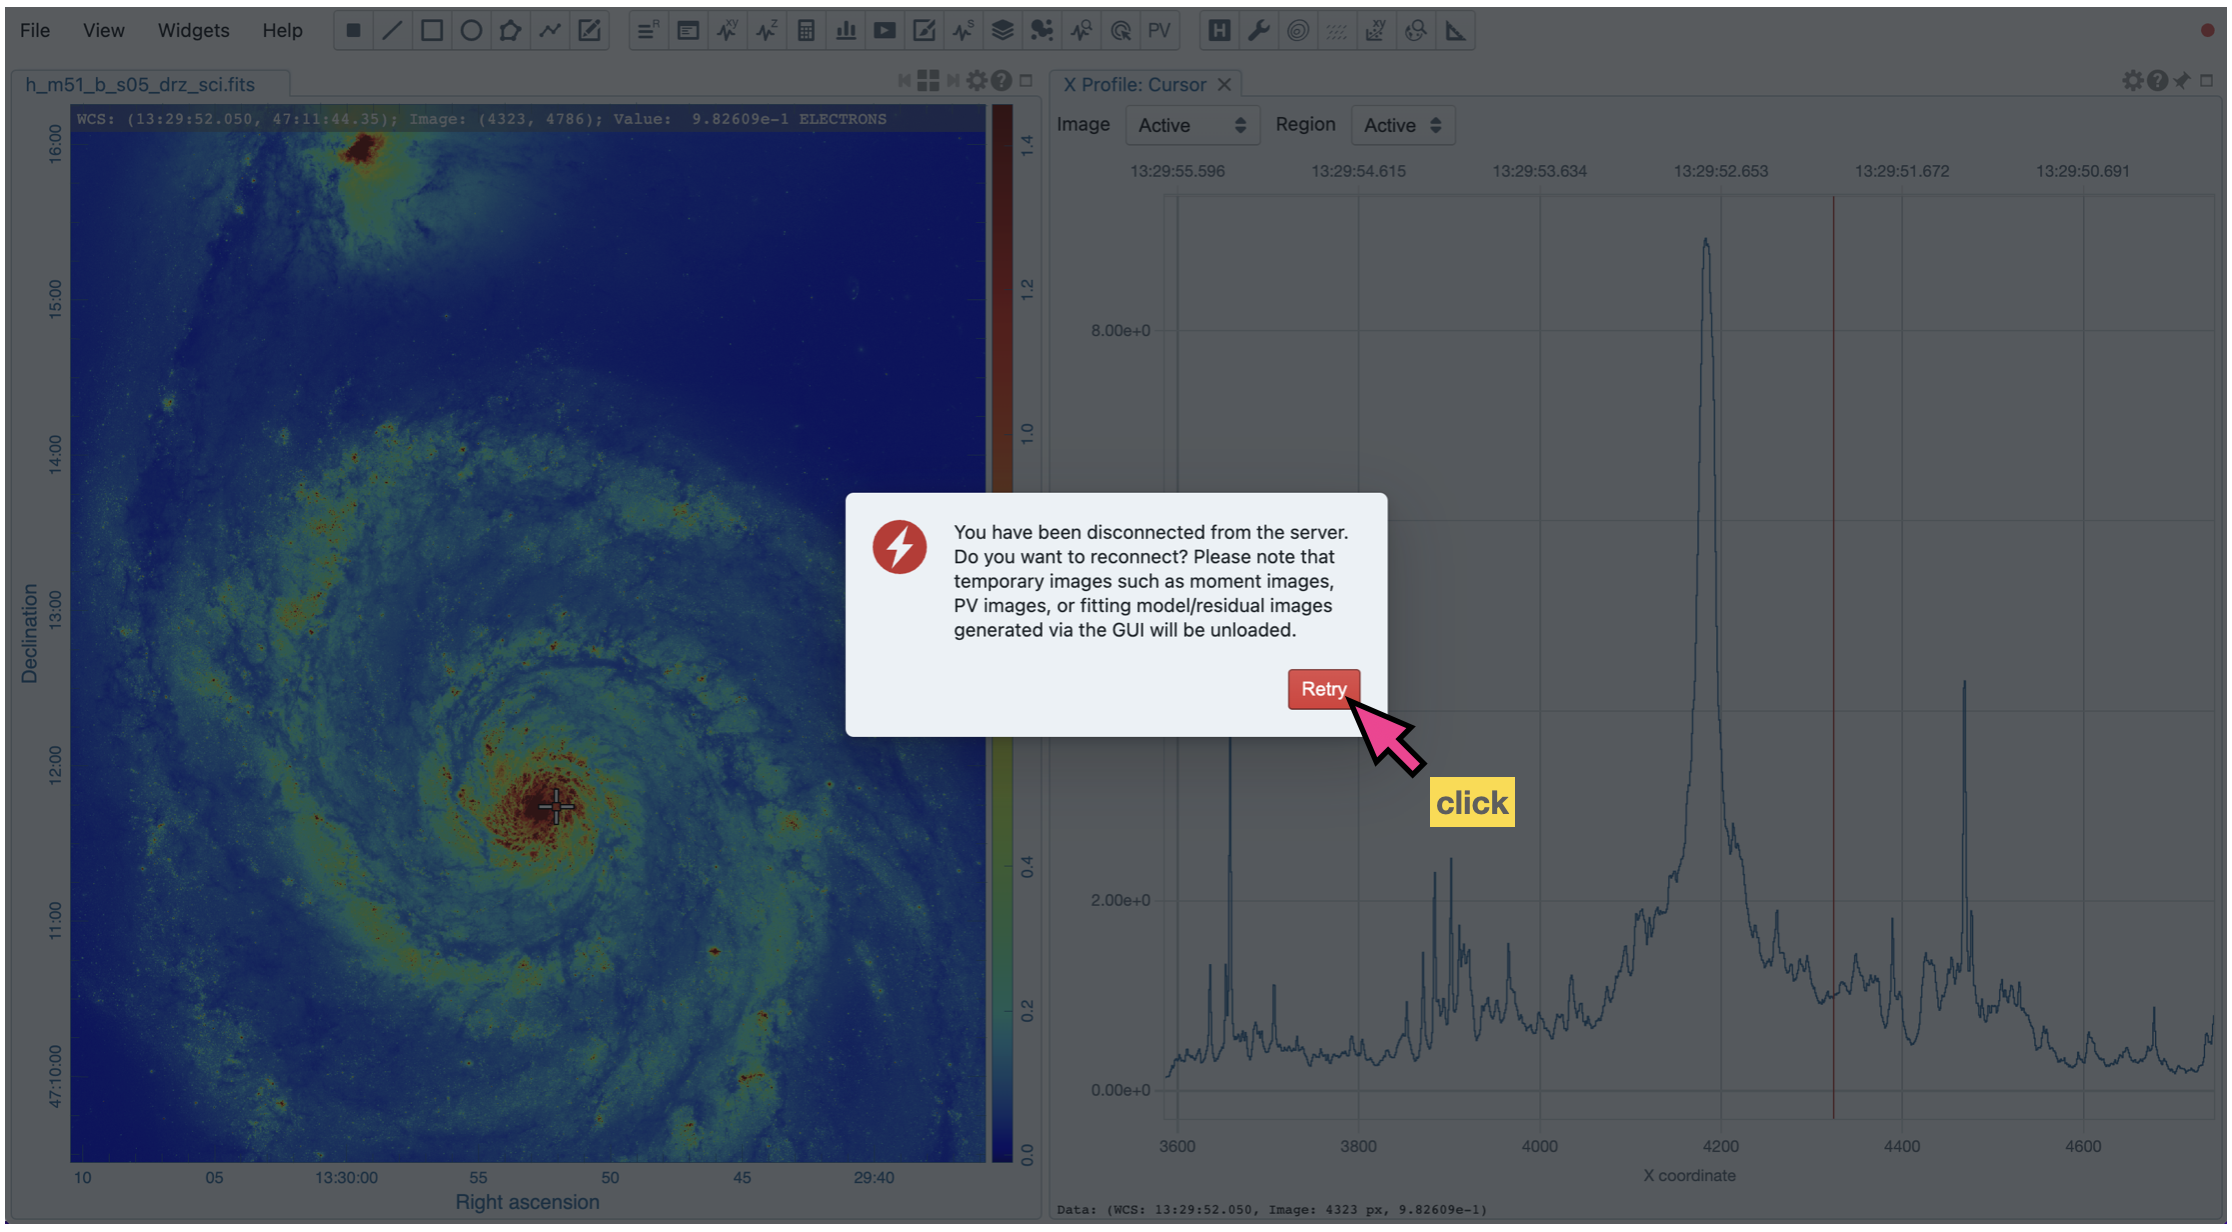 File View Widgets Help
R XY Z S PV H xy
h_m51_b_s05_drz_sci.fits
WCS: (13:29:52.050, 47:11:44.35); Image: (4323, 4786); Value: 9.82609e-1 ELECTRONS
16:00
15:00
14:00
13:00
12:00
11:00
47:10:00
Declination
10 05 13:30:00 55 50 45 29:40
Right ascension
1.4
1.2
1.0
0.4
0.2
0.0
X Profile: Cursor
Image Active Region Active
13:29:55.596 13:29:54.615 13:29:53.634 13:29:52.653 13:29:51.672 13:29:50.691
8.00e+0
2.00e+0
0.00e+0
3600 3800 4000 4200 4400 4600
X coordinate
Data: (WCS: 13:29:52.050, Image: 4323 px, 9.82609e-1)
You have been disconnected from the server.
Do you want to reconnect? Please note that
temporary images such as moment images,
PV images, or fitting model/residual images
generated via the GUI will be unloaded.
Retry
click